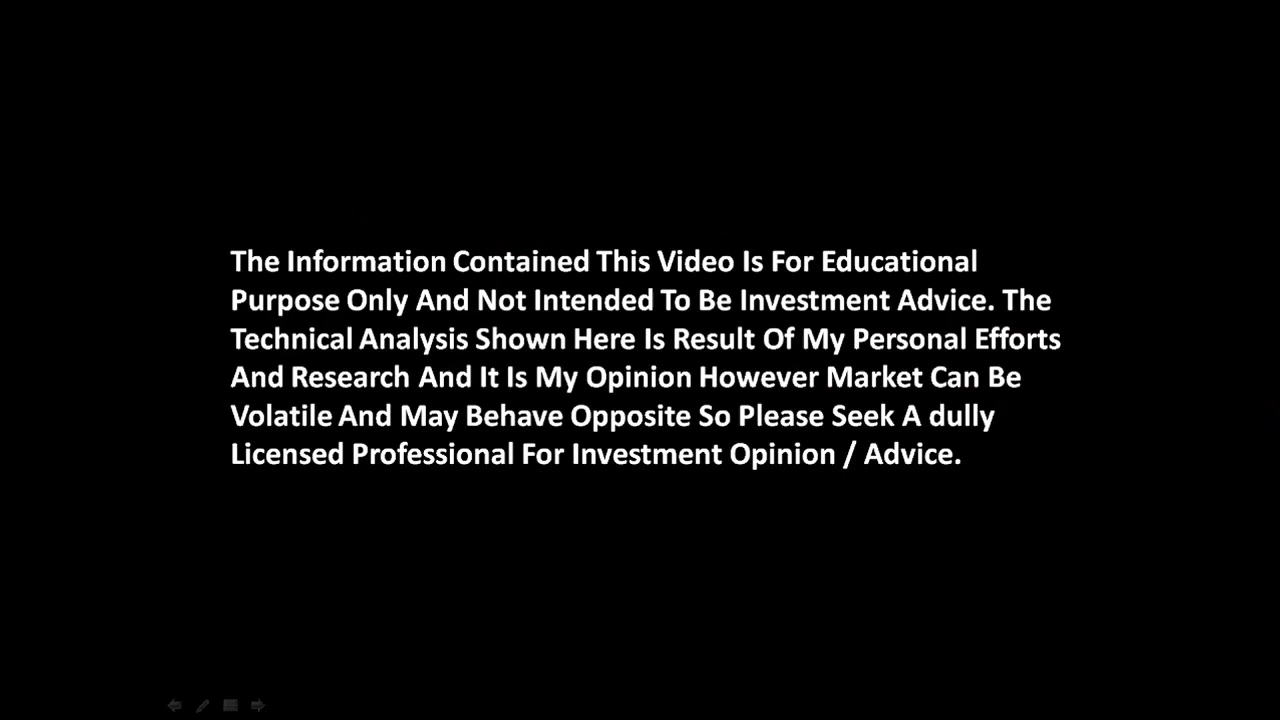 The Information Contained This Video Is For Educational
Purpose Only And Not Intended To Be Investment Advice. The
Technical Analysis Shown Here Is Result Of My Personal Efforts
And Research And It Is My Opinion However Market Can Be
Volatile And May Behave Opposite So Please Seek A dully
Licensed Professional For Investment Opinion / Advice.